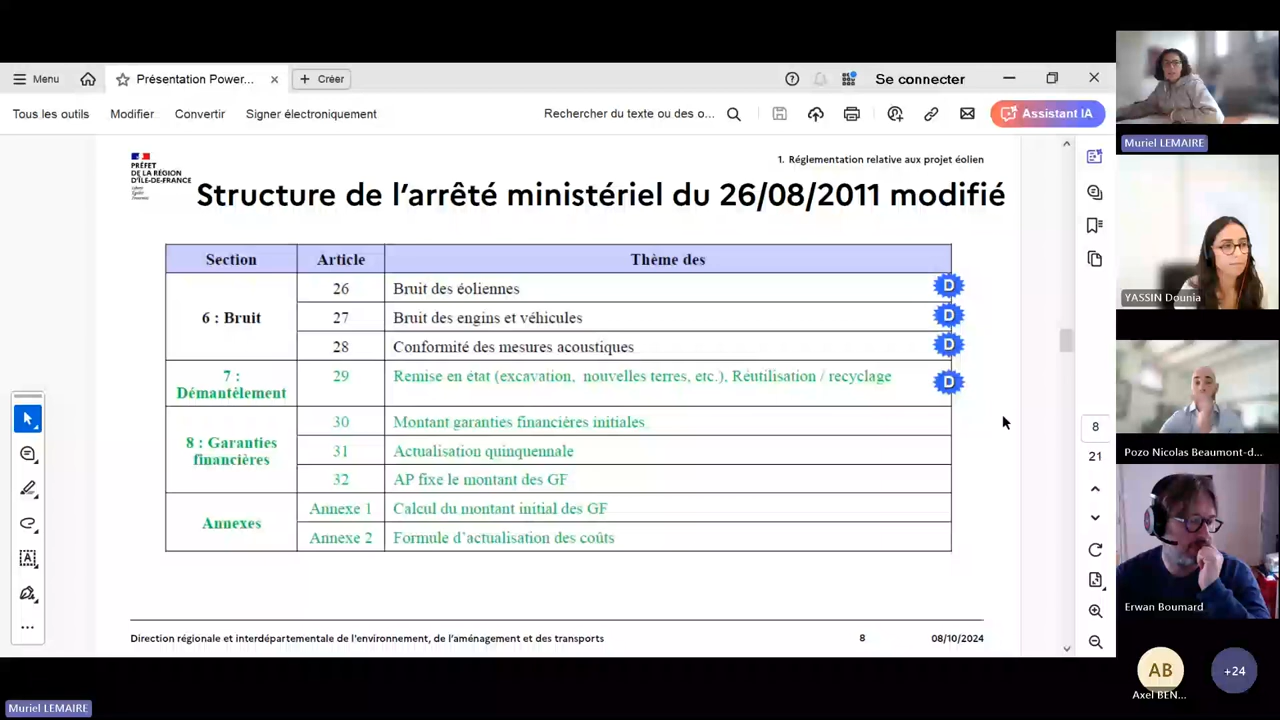 Menu
Présentation Power...
Créer
Se connecter
Tous les outils
Modifier
Convertir
Signer électroniquement
Rechercher du texte ou des o...
Assistant IA
PRÉFET
DE LA RÉGION
D'ÎLE-DE-FRANCE
Liberté
Égalité
Fraternité
1. Réglementation relative aux projet éolien
Structure de l'arrêté ministériel du 26/08/2011 modifié
Section Article Thème des
6 : Bruit
26 Bruit des éoliennes D
27 Bruit des engins et véhicules D
28 Conformité des mesures acoustiques D
7 :
Démantèlement
29 Remise en état (excavation, nouvelles terres, etc.), Réutilisation / recyclage D
8 : Garanties
financières
30 Montant garanties financières initiales
31 Actualisation quinquennale
32 AP fixe le montant des GF
Annexes
Annexe 1 Calcul du montant initial des GF
Annexe 2 Formule d'actualisation des coûts
Direction régionale et interdépartementale de l'environnement, de l'aménagement et des transports
8
08/10/2024
8
21
Muriel LEMAIRE
YASSIN Dounia
Pozo Nicolas Beaumont-d...
Erwan Boumard
AB
Axel BEN...
+24
Muriel LEMAIRE